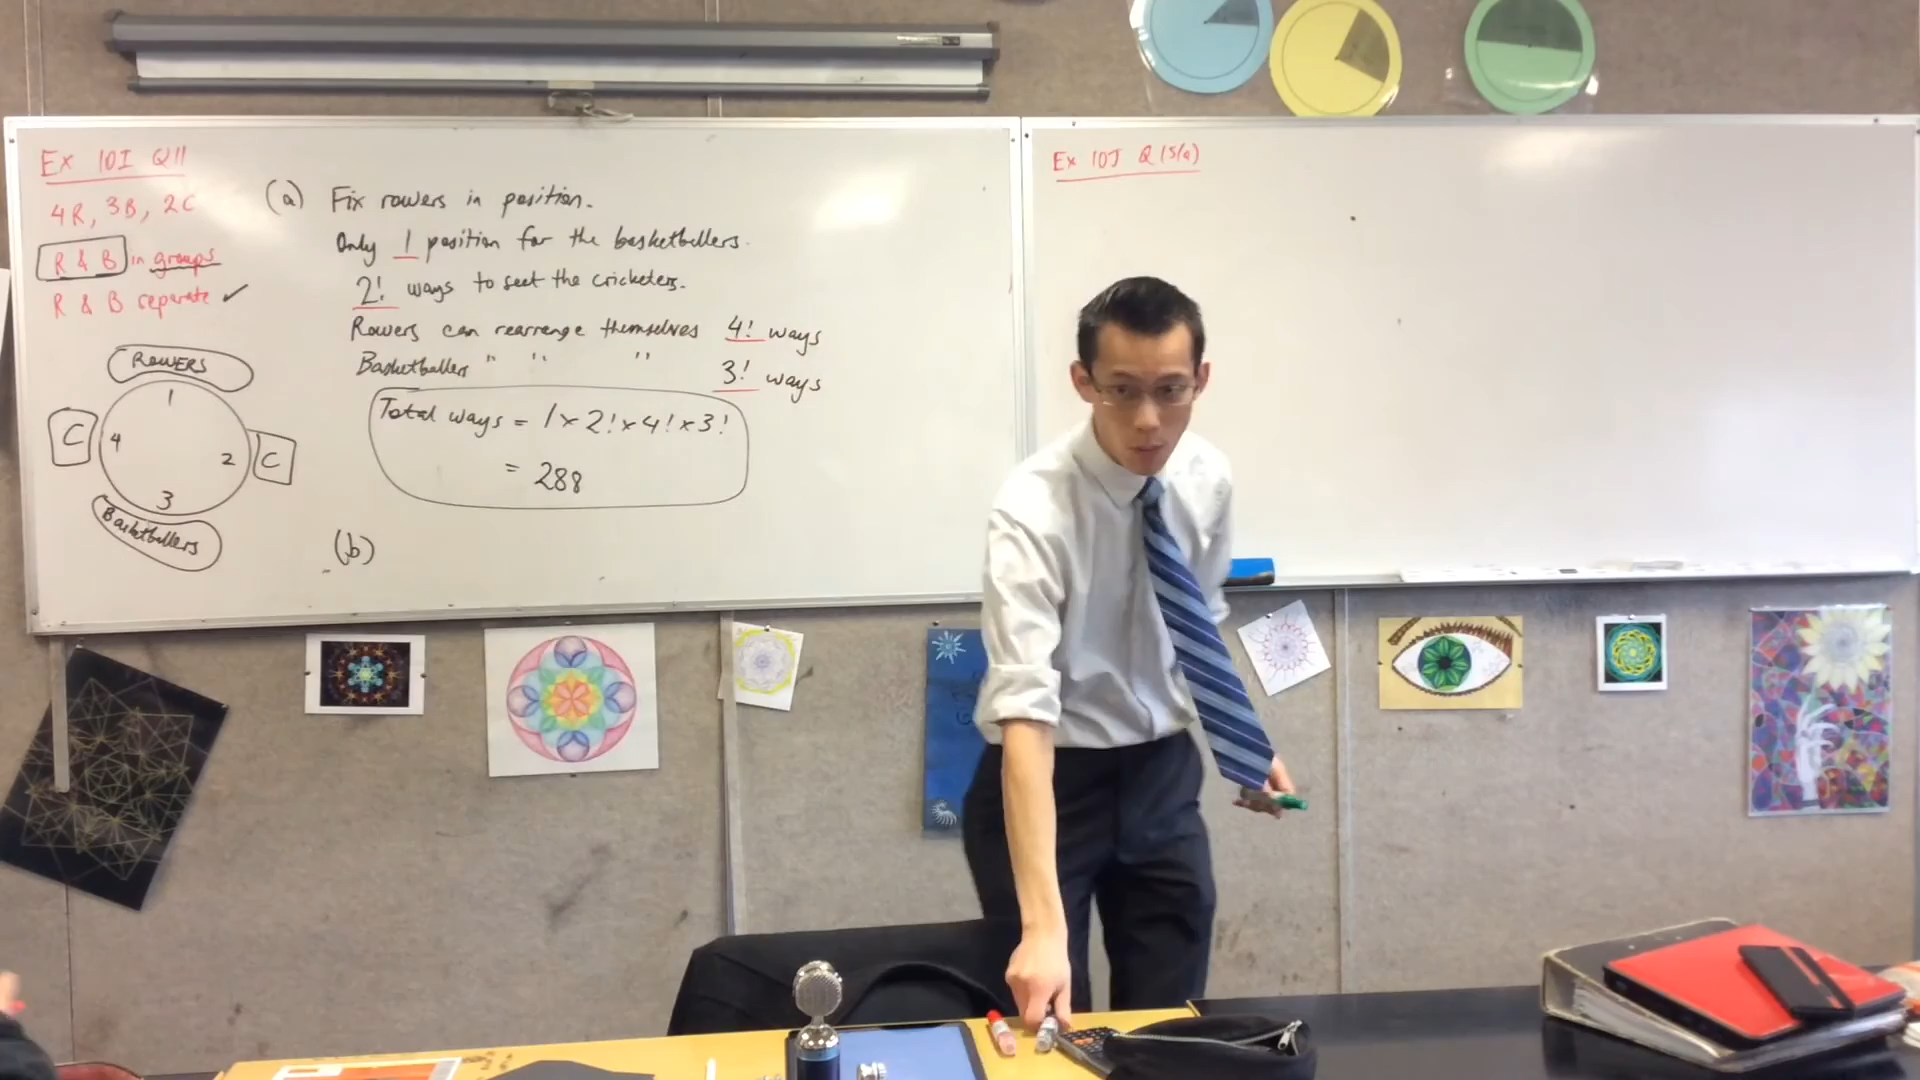 Ex 10I Q11
4R, 3B, 2C
R & B in groups
R & B separate ✓
ROWERS
1
C
4
2
C
3
Basketballers
(a) Fix rowers in position.
Only 1 position for the basketballers.
2! ways to seat the cricketers.
Rowers can rearrange themselves 4! ways
Basketballers " " " 3! ways
Total ways = 1 × 2! × 4! × 3!
= 288
(b)
Ex 10J Q15(a)